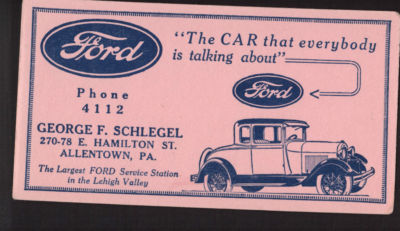 Ford
"The CAR that everybody
is talking about"
Ford
Phone
4112
GEORGE F. SCHLEGEL
270-78 E. HAMILTON ST.
ALLENTOWN, PA.
The Largest FORD Service Station
in the Lehigh Valley